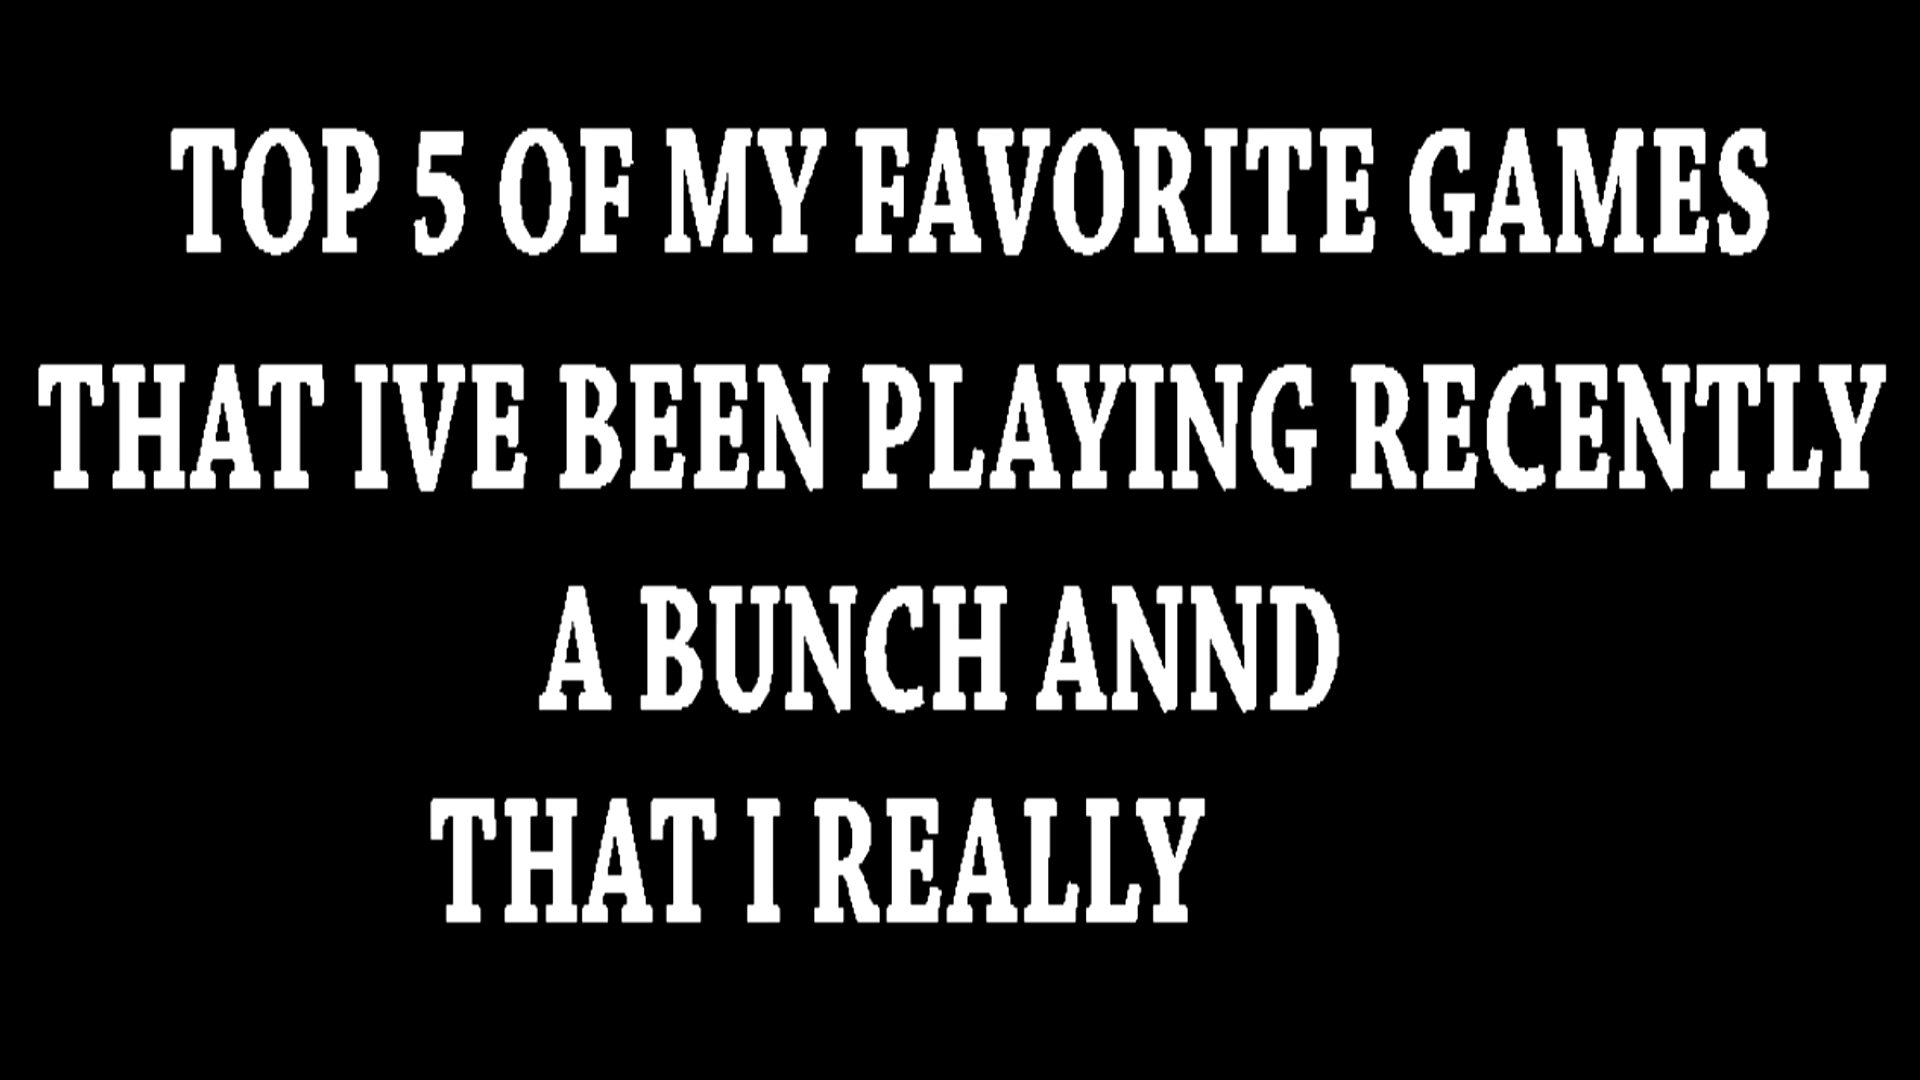 TOP 5 OF MY FAVORITE GAMES
THAT IVE BEEN PLAYING RECENTLY
A BUNCH ANND
THAT I REALLY